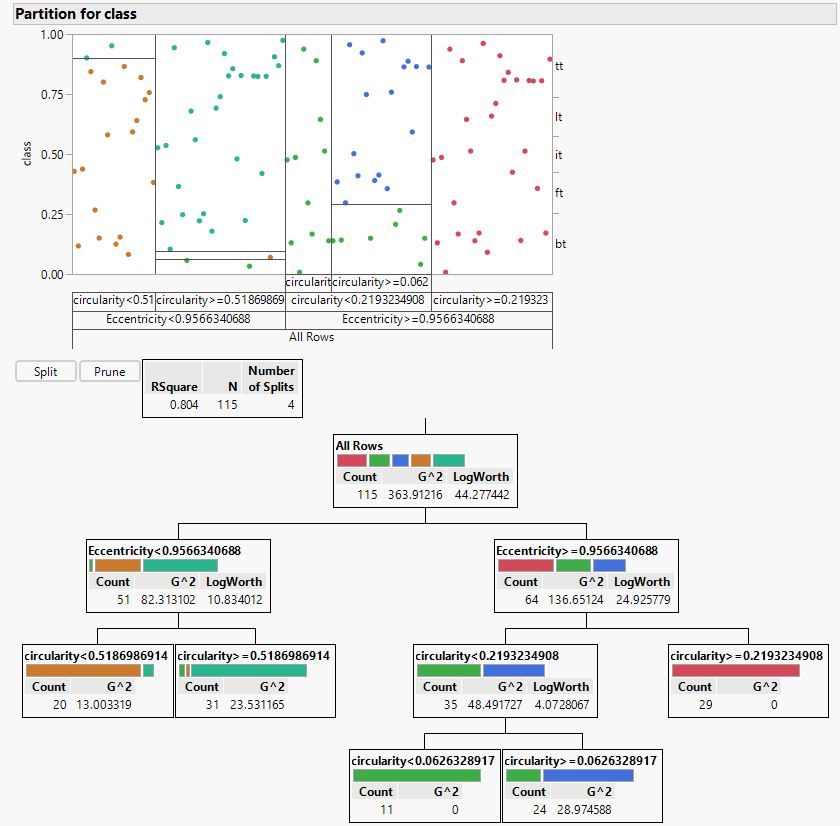 Partition for class
1.00
0.75
0.50
0.25
0.00
class
tt
lt
it
ft
bt
circularit circularity>=0.062
circularity<0.51 circularity>=0.51869869 circularity<0.2193234908 circularity>=0.219323
Eccentricity<0.9566340688 Eccentricity>=0.9566340688
All Rows
Split Prune
RSquare N Number of Splits
0.804 115 4
All Rows
Count G^2 LogWorth
115 363.91216 44.277442
Eccentricity<0.9566340688 Eccentricity>=0.9566340688
Count G^2 LogWorth Count G^2 LogWorth
51 82.313102 10.834012 64 136.65124 24.925779
circularity<0.5186986914 circularity>=0.5186986914 circularity<0.2193234908 circularity>=0.2193234908
Count G^2 Count G^2 Count G^2 LogWorth Count G^2
20 13.003319 31 23.531165 35 48.491727 4.0728067 29 0
circularity<0.0626328917 circularity>=0.0626328917
Count G^2 Count G^2
11 0 24 28.974588